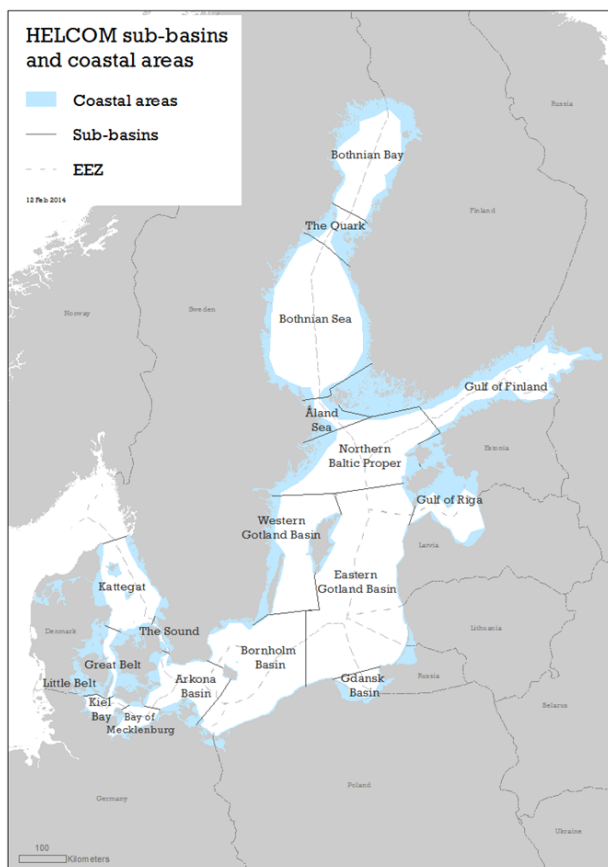 HELCOM sub-basins
and coastal areas
Coastal areas
Sub-basins
EEZ
12 Feb 2014
Russia
Bothnian Bay
Finland
The Quark
Norway
Sweden
Bothnian Sea
Gulf of Finland
Åland
Sea
Northern
Baltic Proper
Estonia
Gulf of Riga
Western
Gotland Basin
Latvia
Eastern
Gotland Basin
Kattegat
Denmark
The Sound
Lithuania
Great Belt
Bornholm
Basin
Little Belt
Arkona
Basin
Gdansk
Basin
Russia
Kiel
Bay
Bay of
Mecklenburg
Belarus
Germany
Poland
Ukraine
100
Kilometers